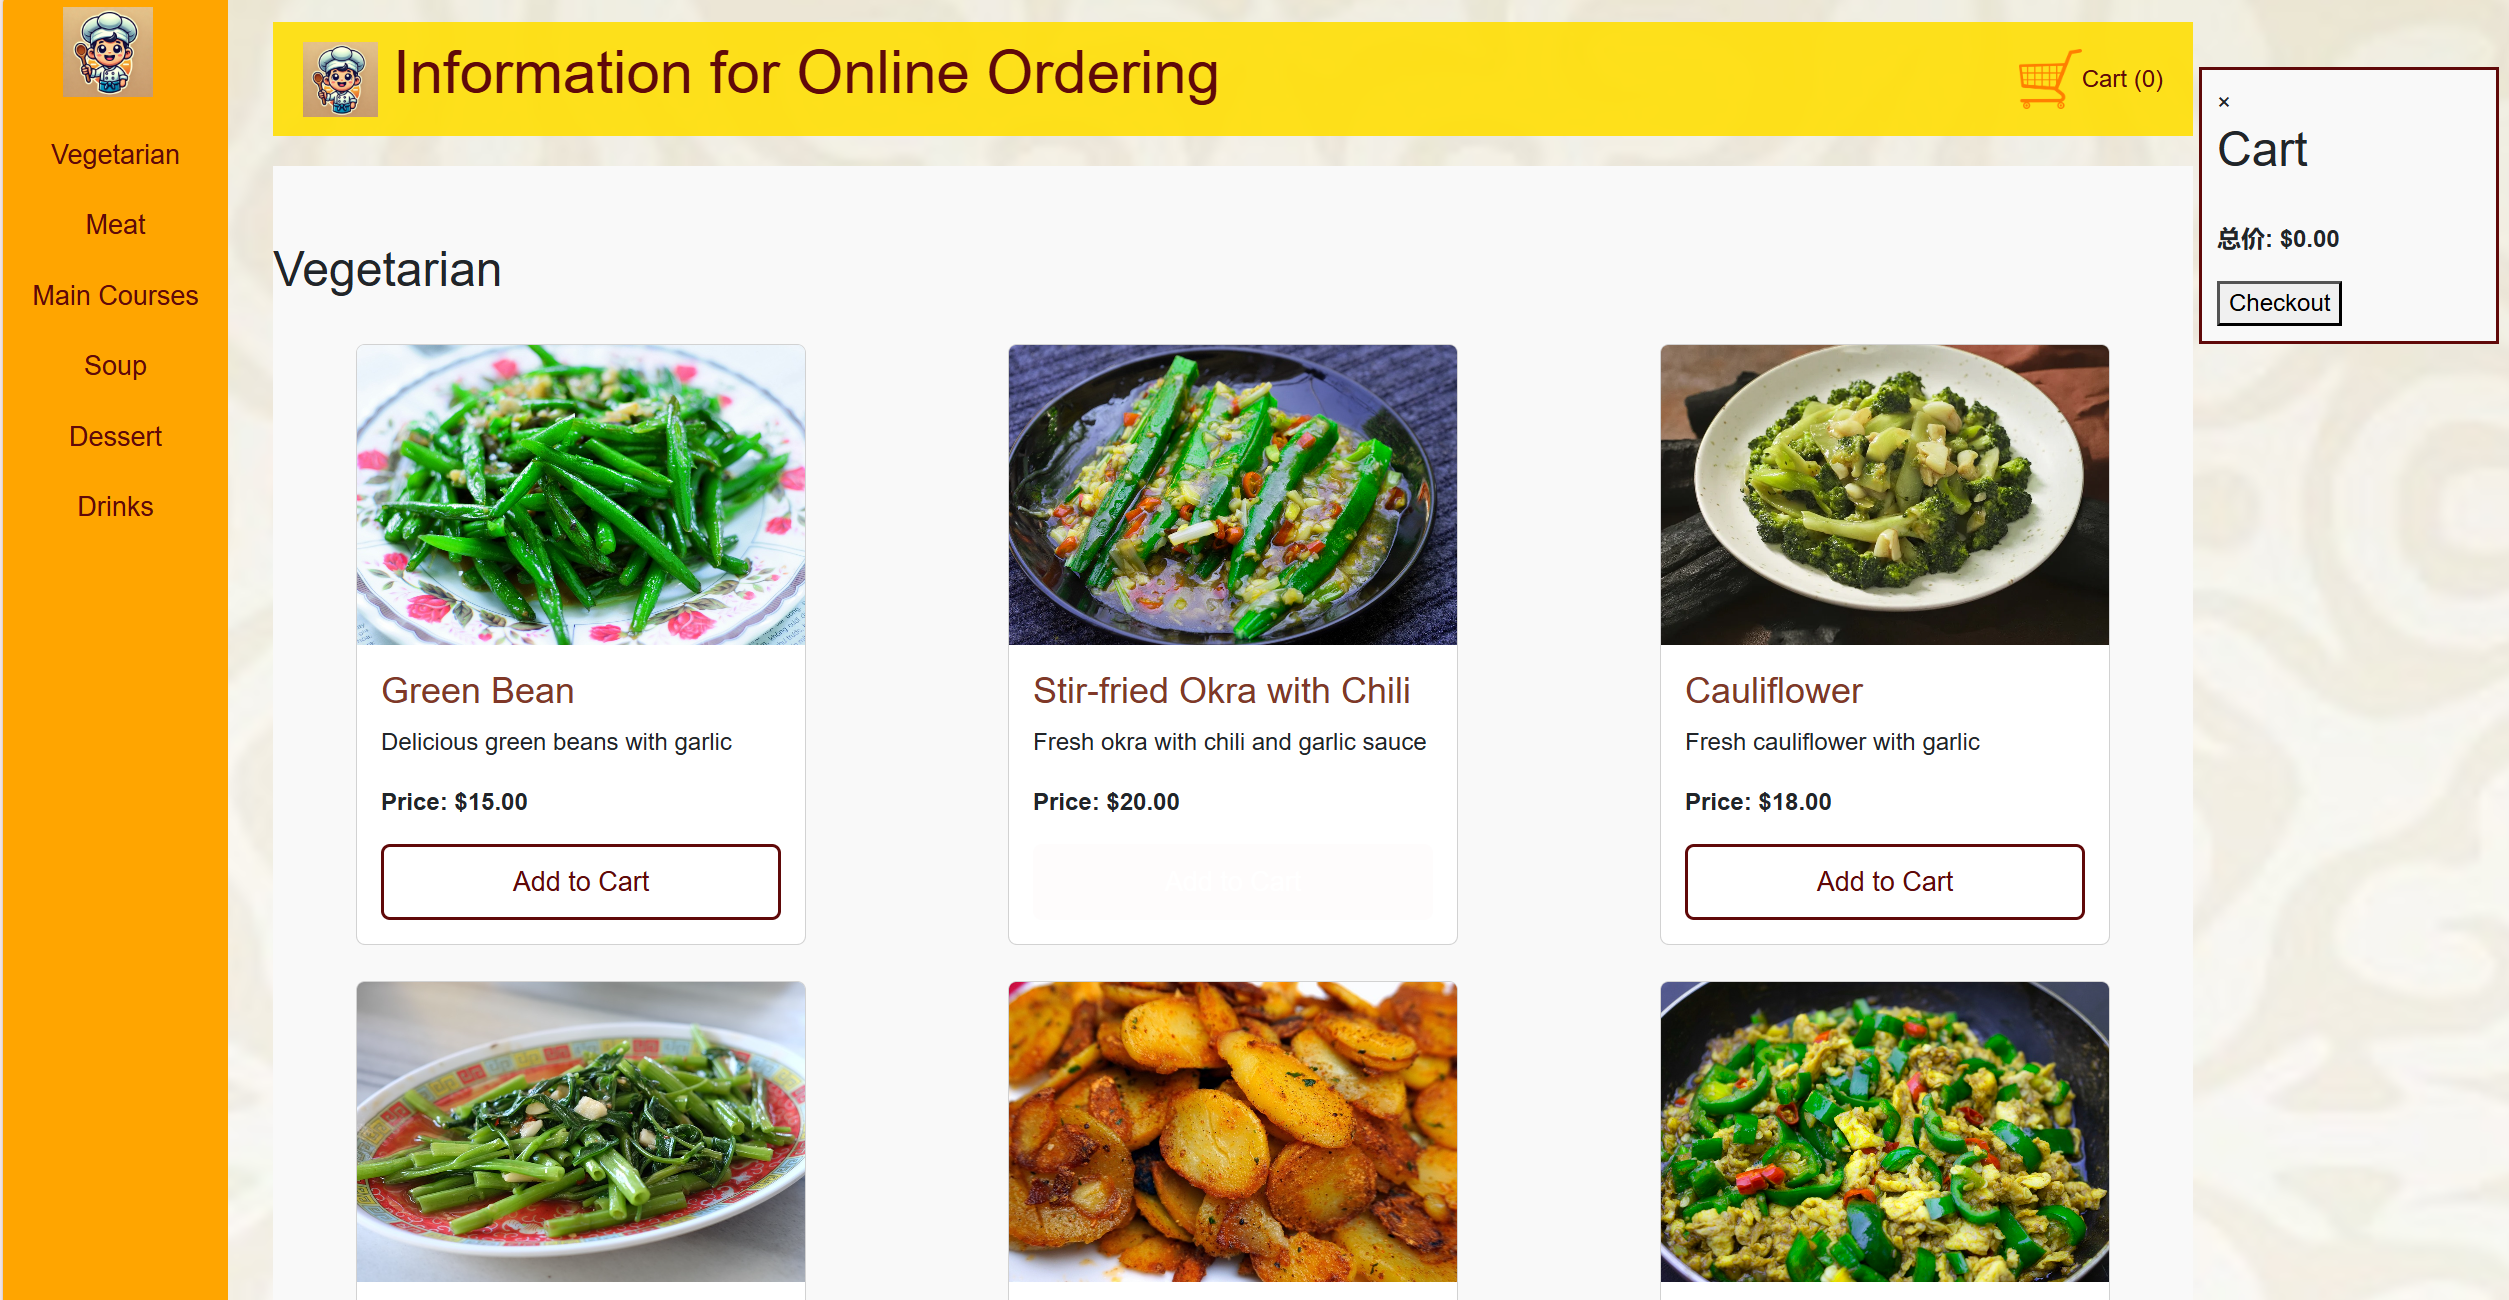 Vegetarian
Meat
Main Courses
Soup
Dessert
Drinks
Information for Online Ordering
Cart (0)
×
Cart
总价: $0.00
Checkout
Vegetarian
Green Bean
Delicious green beans with garlic
Price: $15.00
Add to Cart
Stir-fried Okra with Chili
Fresh okra with chili and garlic sauce
Price: $20.00
Cauliflower
Fresh cauliflower with garlic
Price: $18.00
Add to Cart